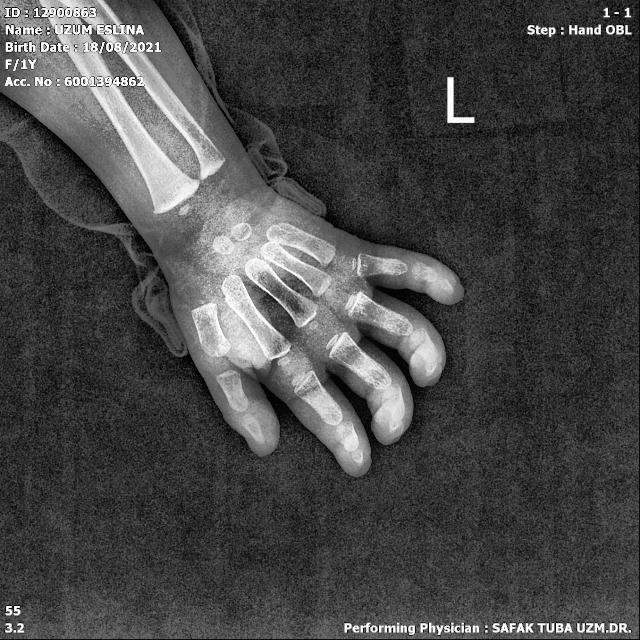 ID : 12900863
Name : UZUM ESLINA
Birth Date : 18/08/2021
F/1Y
Acc. No : 6001394862
1 - 1
Step : Hand OBL
L
55
3.2
Performing Physician : SAFAK TUBA UZM.DR.